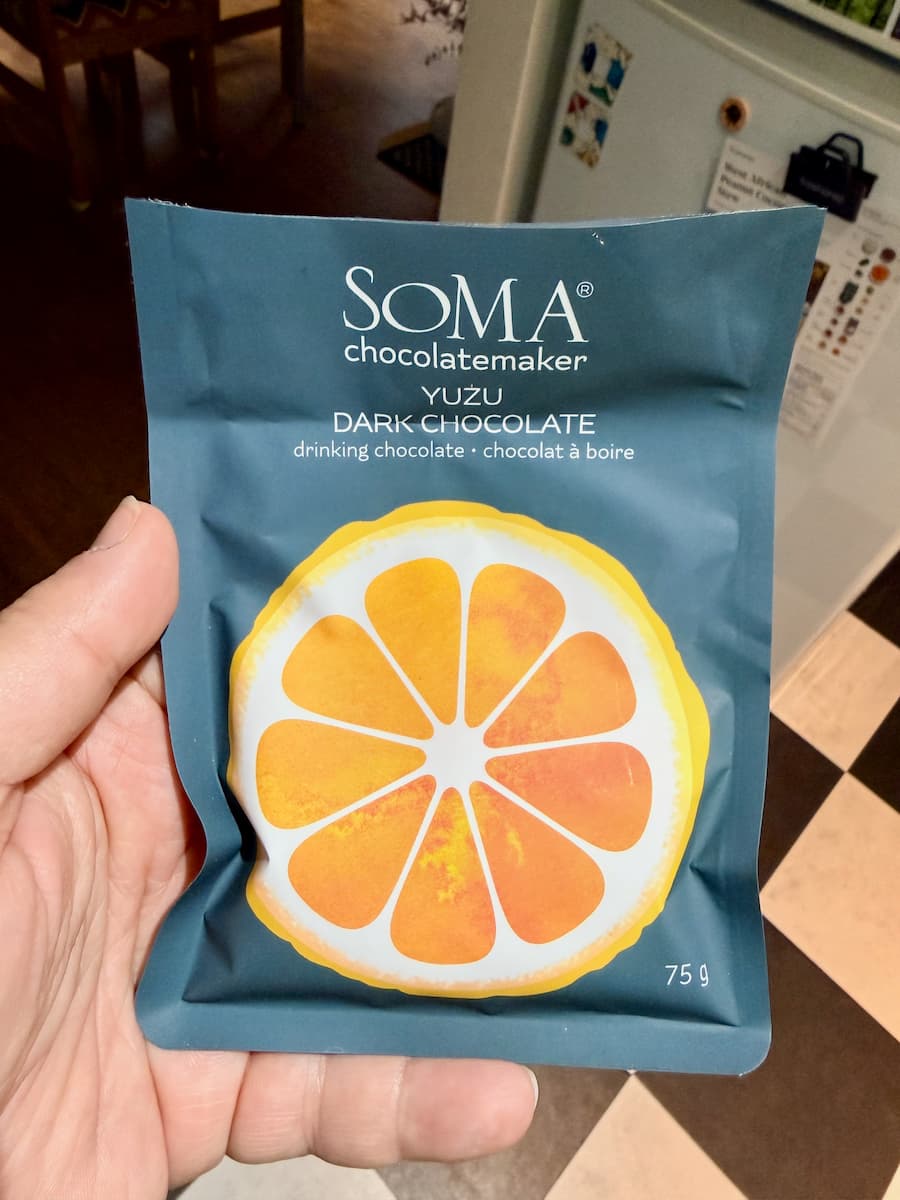 SOMA®
chocolatemaker
YUZU
DARK CHOCOLATE
drinking chocolate • chocolat à boire
75 g